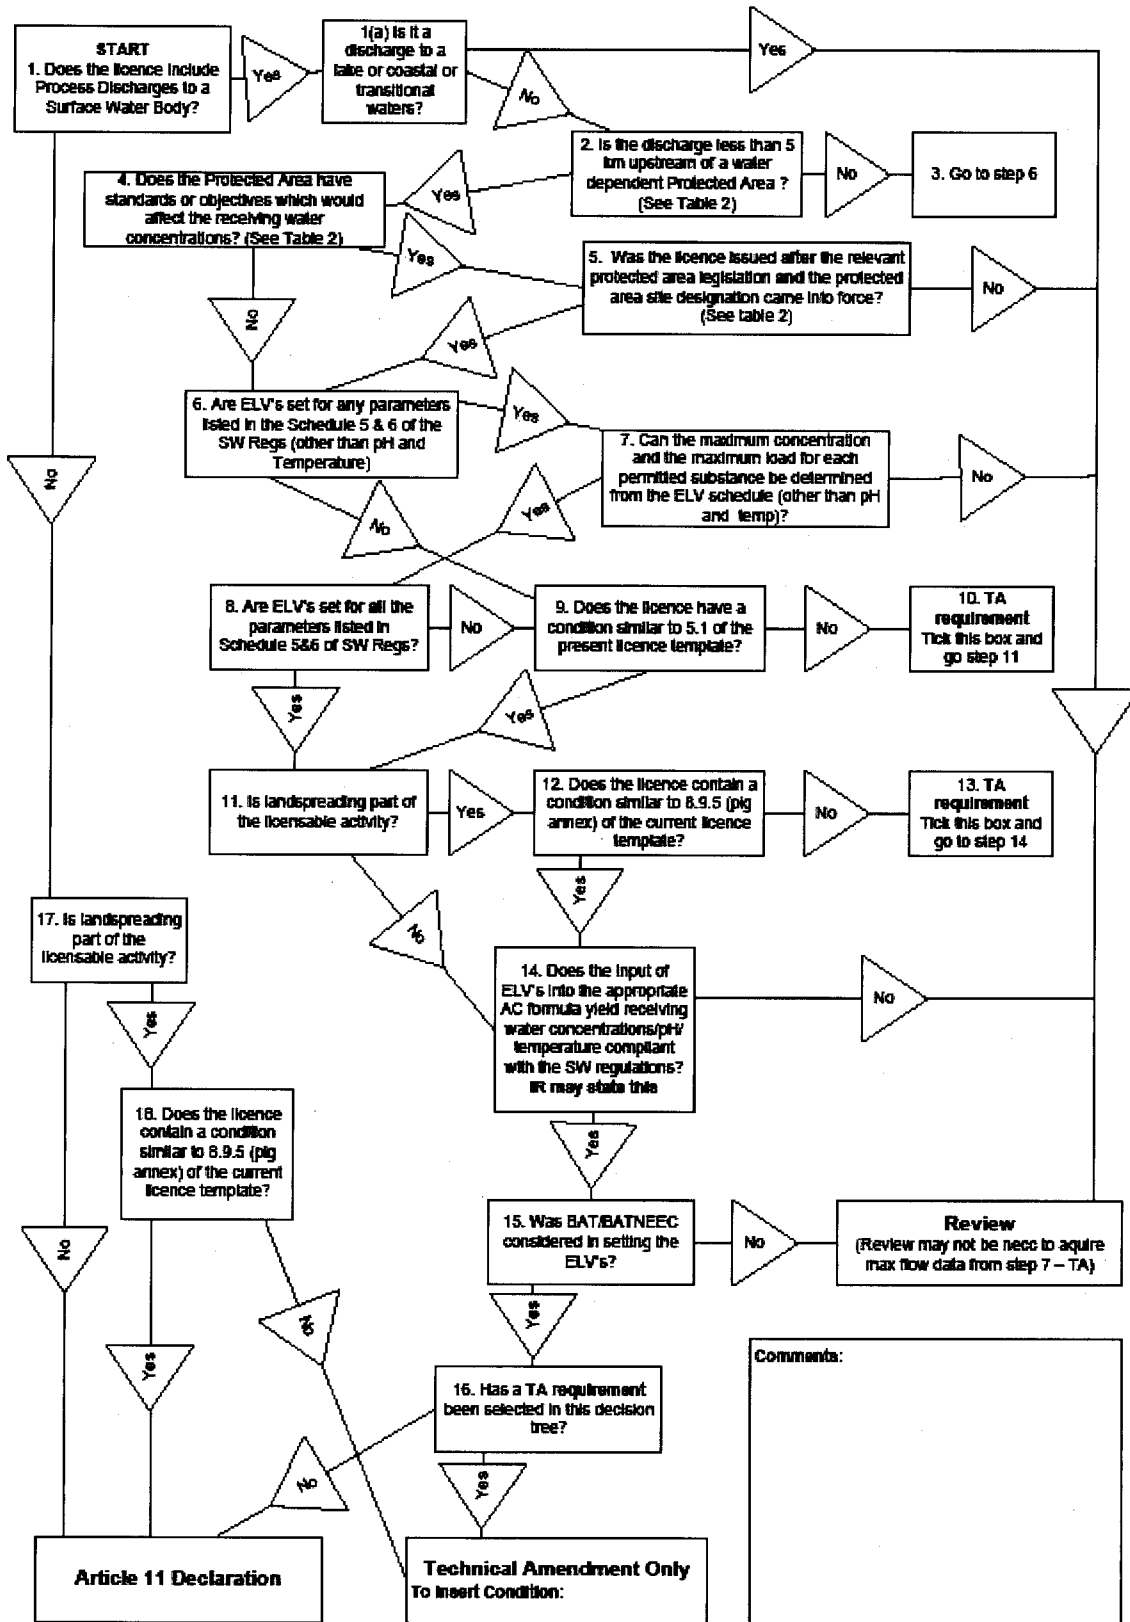 START
1. Does the licence include
Process Discharges to a
Surface Water Body?
Yes
1(a) Is it a
discharge to a
lake or coastal or
transitional
waters?
Yes
No
2. Is the discharge less than 5
km upstream of a water
dependent Protected Area ?
(See Table 2)
No
3. Go to step 6
Yes
4. Does the Protected Area have
standards or objectives which would
affect the receiving water
concentrations? (See Table 2)
Yes
No
5. Was the licence issued after the relevant
protected area legislation and the protected
area site designation came into force?
(See table 2)
No
Yes
6. Are ELV's set for any parameters
listed in the Schedule 5 & 6 of the
SW Regs (other than pH and
Temperature)
Yes
No
7. Can the maximum concentration
and the maximum load for each
permitted substance be determined
from the ELV schedule (other than pH
and temp)?
No
Yes
No
8. Are ELV's set for all the
parameters listed in
Schedule 5&6 of SW Regs?
No
9. Does the licence have a
condition similar to 5.1 of the
present licence template?
No
10. TA
requirement
Tick this box and
go step 11
Yes
Yes
11. Is landspreading part of
the licensable activity?
Yes
12. Does the licence contain a
condition similar to 8.9.5 (pig
annex) of the current licence
template?
No
13. TA
requirement
Tick this box and
go to step 14
No
Yes
17. Is landspreading
part of the
licensable activity?
Yes
No
14. Does the input of
ELV's into the appropriate
AC formula yield receiving
water concentrations/pH/
temperature compliant
with the SW regulations?
IR may state this
No
Yes
18. Does the licence
contain a condition
similar to 8.9.5 (pig
annex) of the current
licence template?
Yes
No
15. Was BAT/BATNEEC
considered in setting the
ELV's?
No
Review
(Review may not be necc to aquire
max flow data from step 7 – TA)
Yes
16. Has a TA requirement
been selected in this decision
tree?
No
Yes
Comments:
Article 11 Declaration
Technical Amendment Only
To Insert Condition: